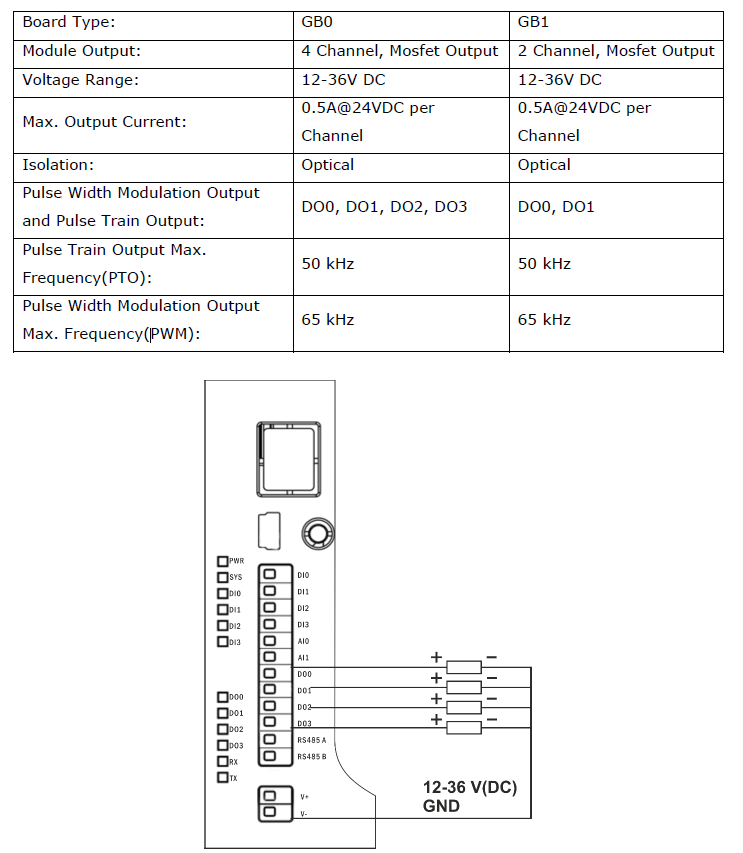 Board Type: GB0 GB1
Module Output: 4 Channel, Mosfet Output 2 Channel, Mosfet Output
Voltage Range: 12-36V DC 12-36V DC
Max. Output Current: 0.5A@24VDC per Channel 0.5A@24VDC per Channel
Isolation: Optical Optical
Pulse Width Modulation Output
and Pulse Train Output: DO0, DO1, DO2, DO3 DO0, DO1
Pulse Train Output Max.
Frequency(PTO): 50 kHz 50 kHz
Pulse Width Modulation Output
Max. Frequency(PWM): 65 kHz 65 kHz
PWR
SYS
DI0
DI1
DI2
DI3
DO0
DO1
DO2
DO3
RX
TX
DI0
DI1
DI2
DI3
AI0
AI1
DO0
DO1
DO2
DO3
RS485 A
RS485 B
V+
V-
+ −
+ −
+ −
+ −
12-36 V(DC)
GND